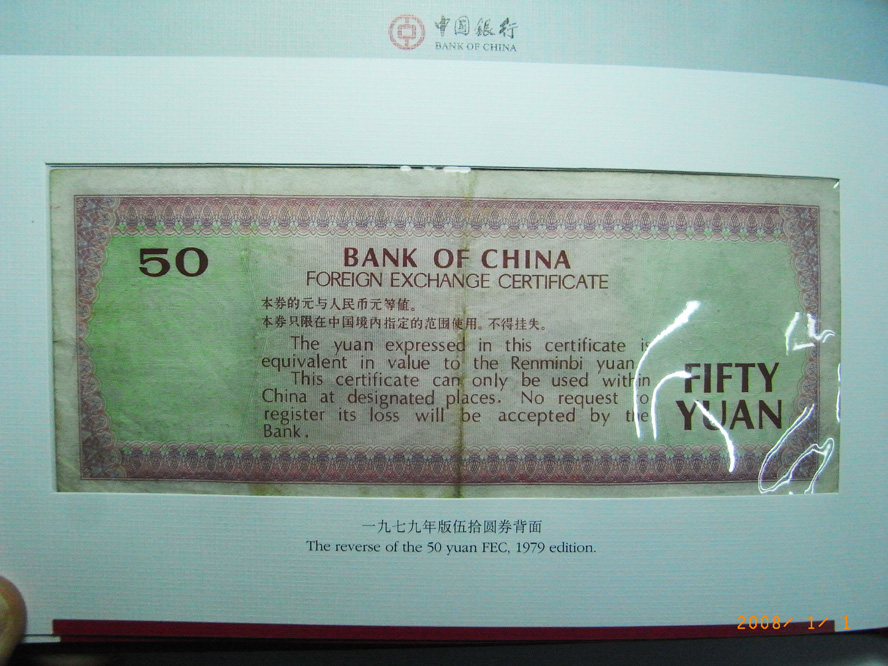 中国银行
BANK OF CHINA
50
BANK OF CHINA
FOREIGN EXCHANGE CERTIFICATE
本券的元与人民币元等值。
本券只限在中国境内指定的范围使用。不得挂失。
The yuan expressed in this certificate is
equivalent in value to the Renminbi yuan
This certificate can only be used within
China at designated places. No request to
register its loss will be accepted by the
Bank.
FIFTY
YUAN
一九七九年版伍拾圆券背面
The reverse of the 50 yuan FEC, 1979 edition.
2008/ 1/ 1